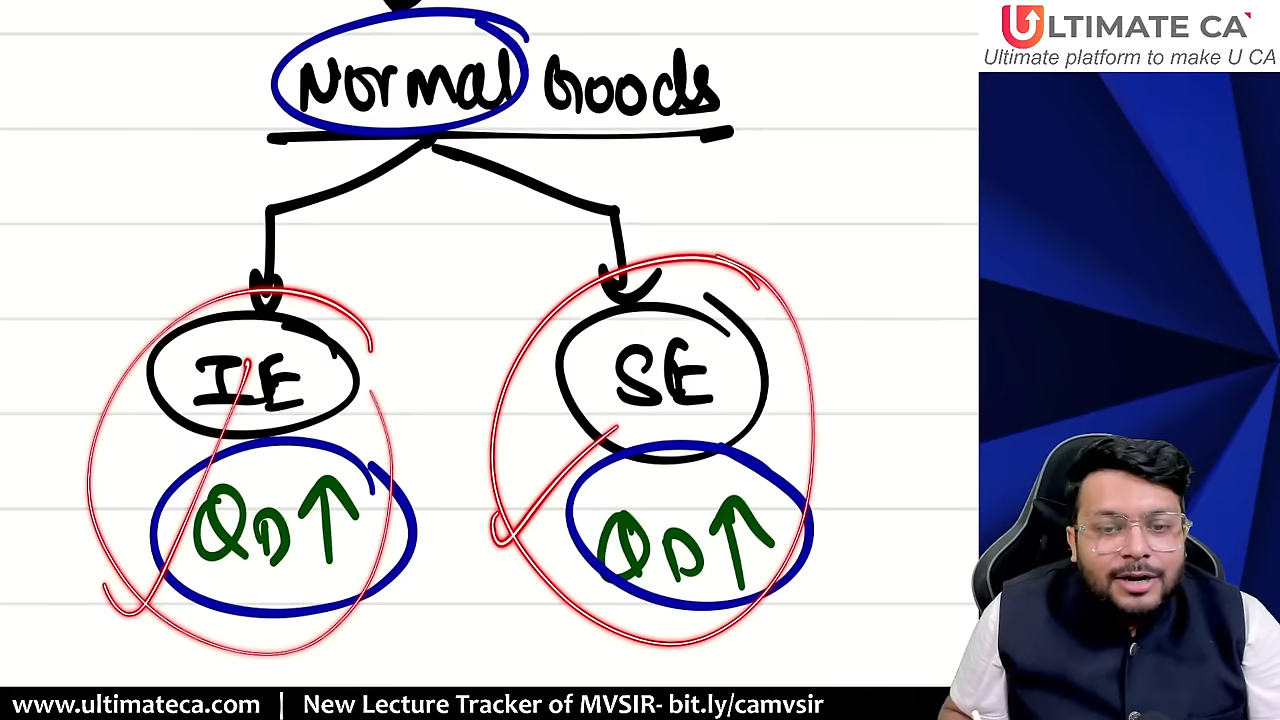 Normal Goods
IE
SE
QD↑
QD↑
ULTIMATE CA
Ultimate platform to make U CA
www.ultimateca.com | New Lecture Tracker of MVSIR- bit.ly/camvsir